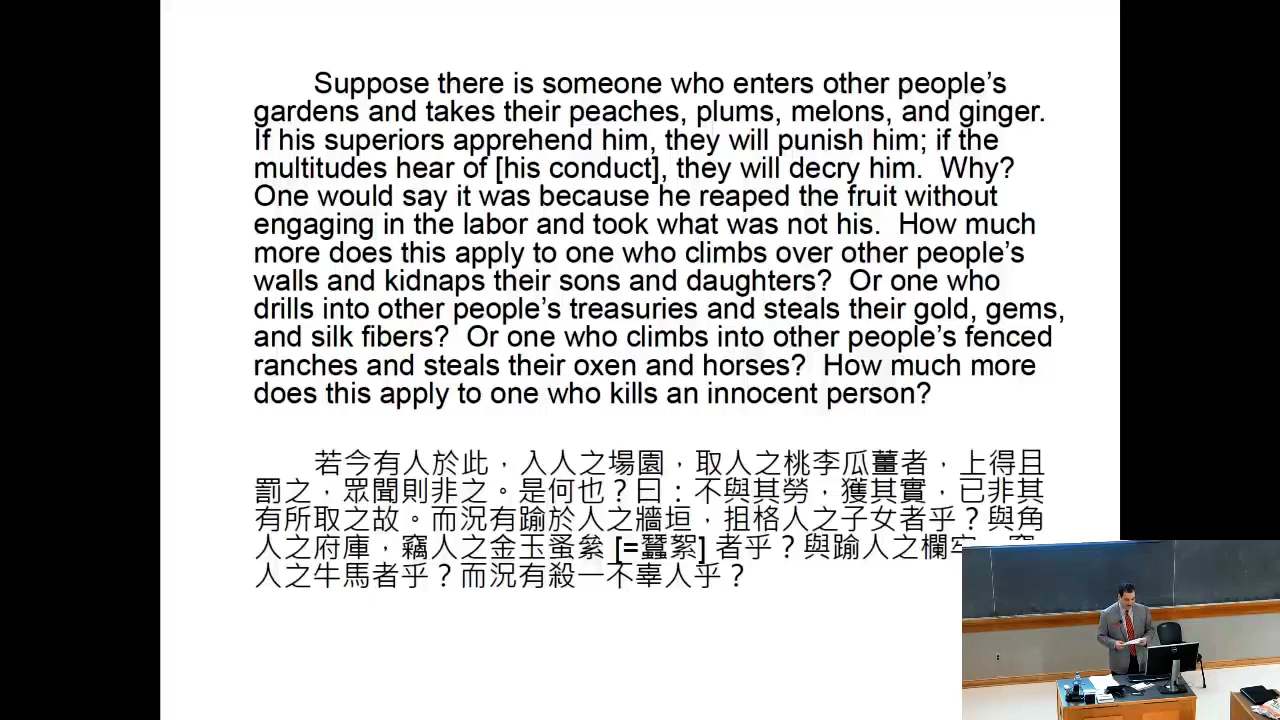 Suppose there is someone who enters other people's
gardens and takes their peaches, plums, melons, and ginger.
If his superiors apprehend him, they will punish him; if the
multitudes hear of [his conduct], they will decry him.  Why?
One would say it was because he reaped the fruit without
engaging in the labor and took what was not his.  How much
more does this apply to one who climbs over other people's
walls and kidnaps their sons and daughters?  Or one who
drills into other people's treasuries and steals their gold, gems,
and silk fibers?  Or one who climbs into other people's fenced
ranches and steals their oxen and horses?  How much more
does this apply to one who kills an innocent person?
若今有人於此，入人之場園，取人之桃李瓜薑者，上得且
罰之，眾聞則非之。是何也？曰：不與其勞，獲其實，已非其
有所取之故。而況有踰於人之牆垣，抯格人之子女者乎？與角
人之府庫，竊人之金玉蚤絫 [=蠶絮] 者乎？與踰人之欄
人之牛馬者乎？而況有殺一不辜人乎？